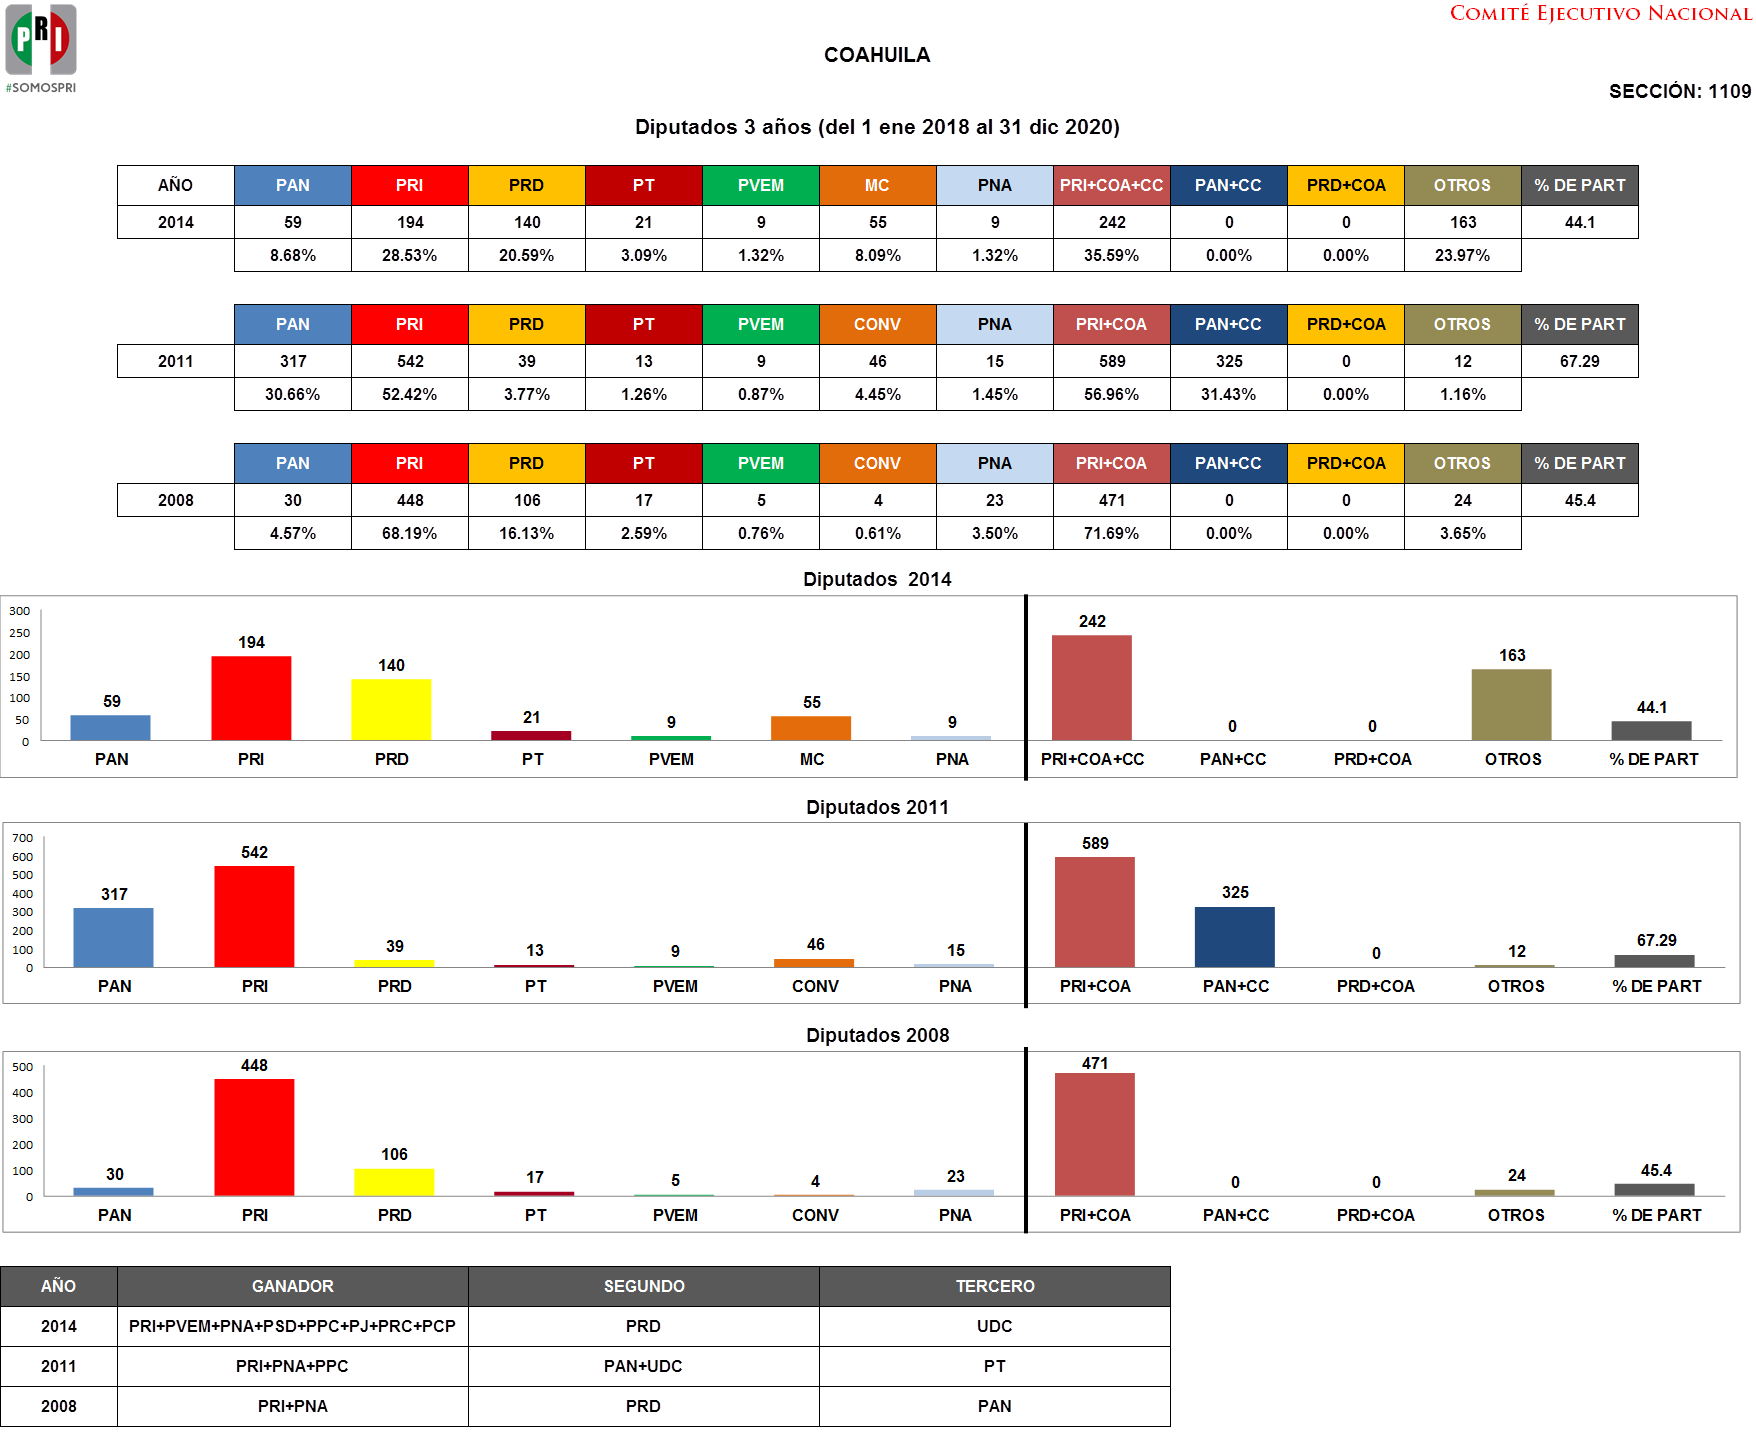 COMITÉ EJECUTIVO NACIONAL
PRI
#SOMOSPRI
COAHUILA
SECCIÓN: 1109
Diputados 3 años (del 1 ene 2018 al 31 dic 2020)
AÑO PAN PRI PRD PT PVEM MC PNA PRI+COA+CC PAN+CC PRD+COA OTROS % DE PART
2014 59 194 140 21 9 55 9 242 0 0 163 44.1
8.68% 28.53% 20.59% 3.09% 1.32% 8.09% 1.32% 35.59% 0.00% 0.00% 23.97%
PAN PRI PRD PT PVEM CONV PNA PRI+COA PAN+CC PRD+COA OTROS % DE PART
2011 317 542 39 13 9 46 15 589 325 0 12 67.29
30.66% 52.42% 3.77% 1.26% 0.87% 4.45% 1.45% 56.96% 31.43% 0.00% 1.16%
PAN PRI PRD PT PVEM CONV PNA PRI+COA PAN+CC PRD+COA OTROS % DE PART
2008 30 448 106 17 5 4 23 471 0 0 24 45.4
4.57% 68.19% 16.13% 2.59% 0.76% 0.61% 3.50% 71.69% 0.00% 0.00% 3.65%
Diputados 2014
300
250
200
150
100
50
0
59 194 140 21 9 55 9 242 0 0 163 44.1
PAN PRI PRD PT PVEM MC PNA PRI+COA+CC PAN+CC PRD+COA OTROS % DE PART
Diputados 2011
700
600
500
400
300
200
100
0
317 542 39 13 9 46 15 589 325 0 12 67.29
PAN PRI PRD PT PVEM CONV PNA PRI+COA PAN+CC PRD+COA OTROS % DE PART
Diputados 2008
500
400
300
200
100
0
30 448 106 17 5 4 23 471 0 0 24 45.4
PAN PRI PRD PT PVEM CONV PNA PRI+COA PAN+CC PRD+COA OTROS % DE PART
AÑO GANADOR SEGUNDO TERCERO
2014 PRI+PVEM+PNA+PSD+PPC+PJ+PRC+PCP PRD UDC
2011 PRI+PNA+PPC PAN+UDC PT
2008 PRI+PNA PRD PAN